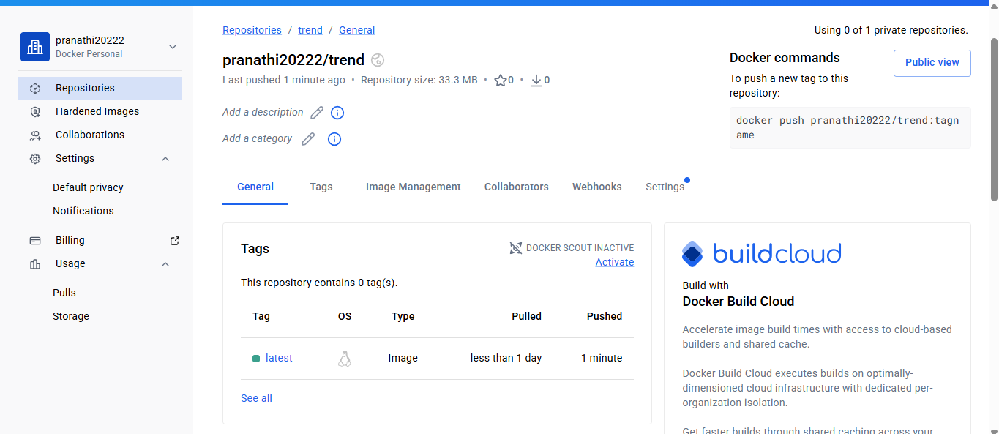 pranathi20222
Docker Personal
Repositories
Hardened Images
Collaborations
Settings
Default privacy
Notifications
Billing
Usage
Pulls
Storage
Repositories / trend / General
Using 0 of 1 private repositories.
pranathi20222/trend
Last pushed 1 minute ago • Repository size: 33.3 MB • 0 • 0
Add a description
Add a category
Docker commands
Public view
To push a new tag to this
repository:
docker push pranathi20222/trend:tagn
ame
General Tags Image Management Collaborators Webhooks Settings
Tags
DOCKER SCOUT INACTIVE
Activate
This repository contains 0 tag(s).
Tag OS Type Pulled Pushed
latest Image less than 1 day 1 minute
See all
buildcloud
Build with
Docker Build Cloud
Accelerate image build times with access to cloud-based
builders and shared cache.
Docker Build Cloud executes builds on optimally-
dimensioned cloud infrastructure with dedicated per-
organization isolation.
Get faster builds through shared caching across your